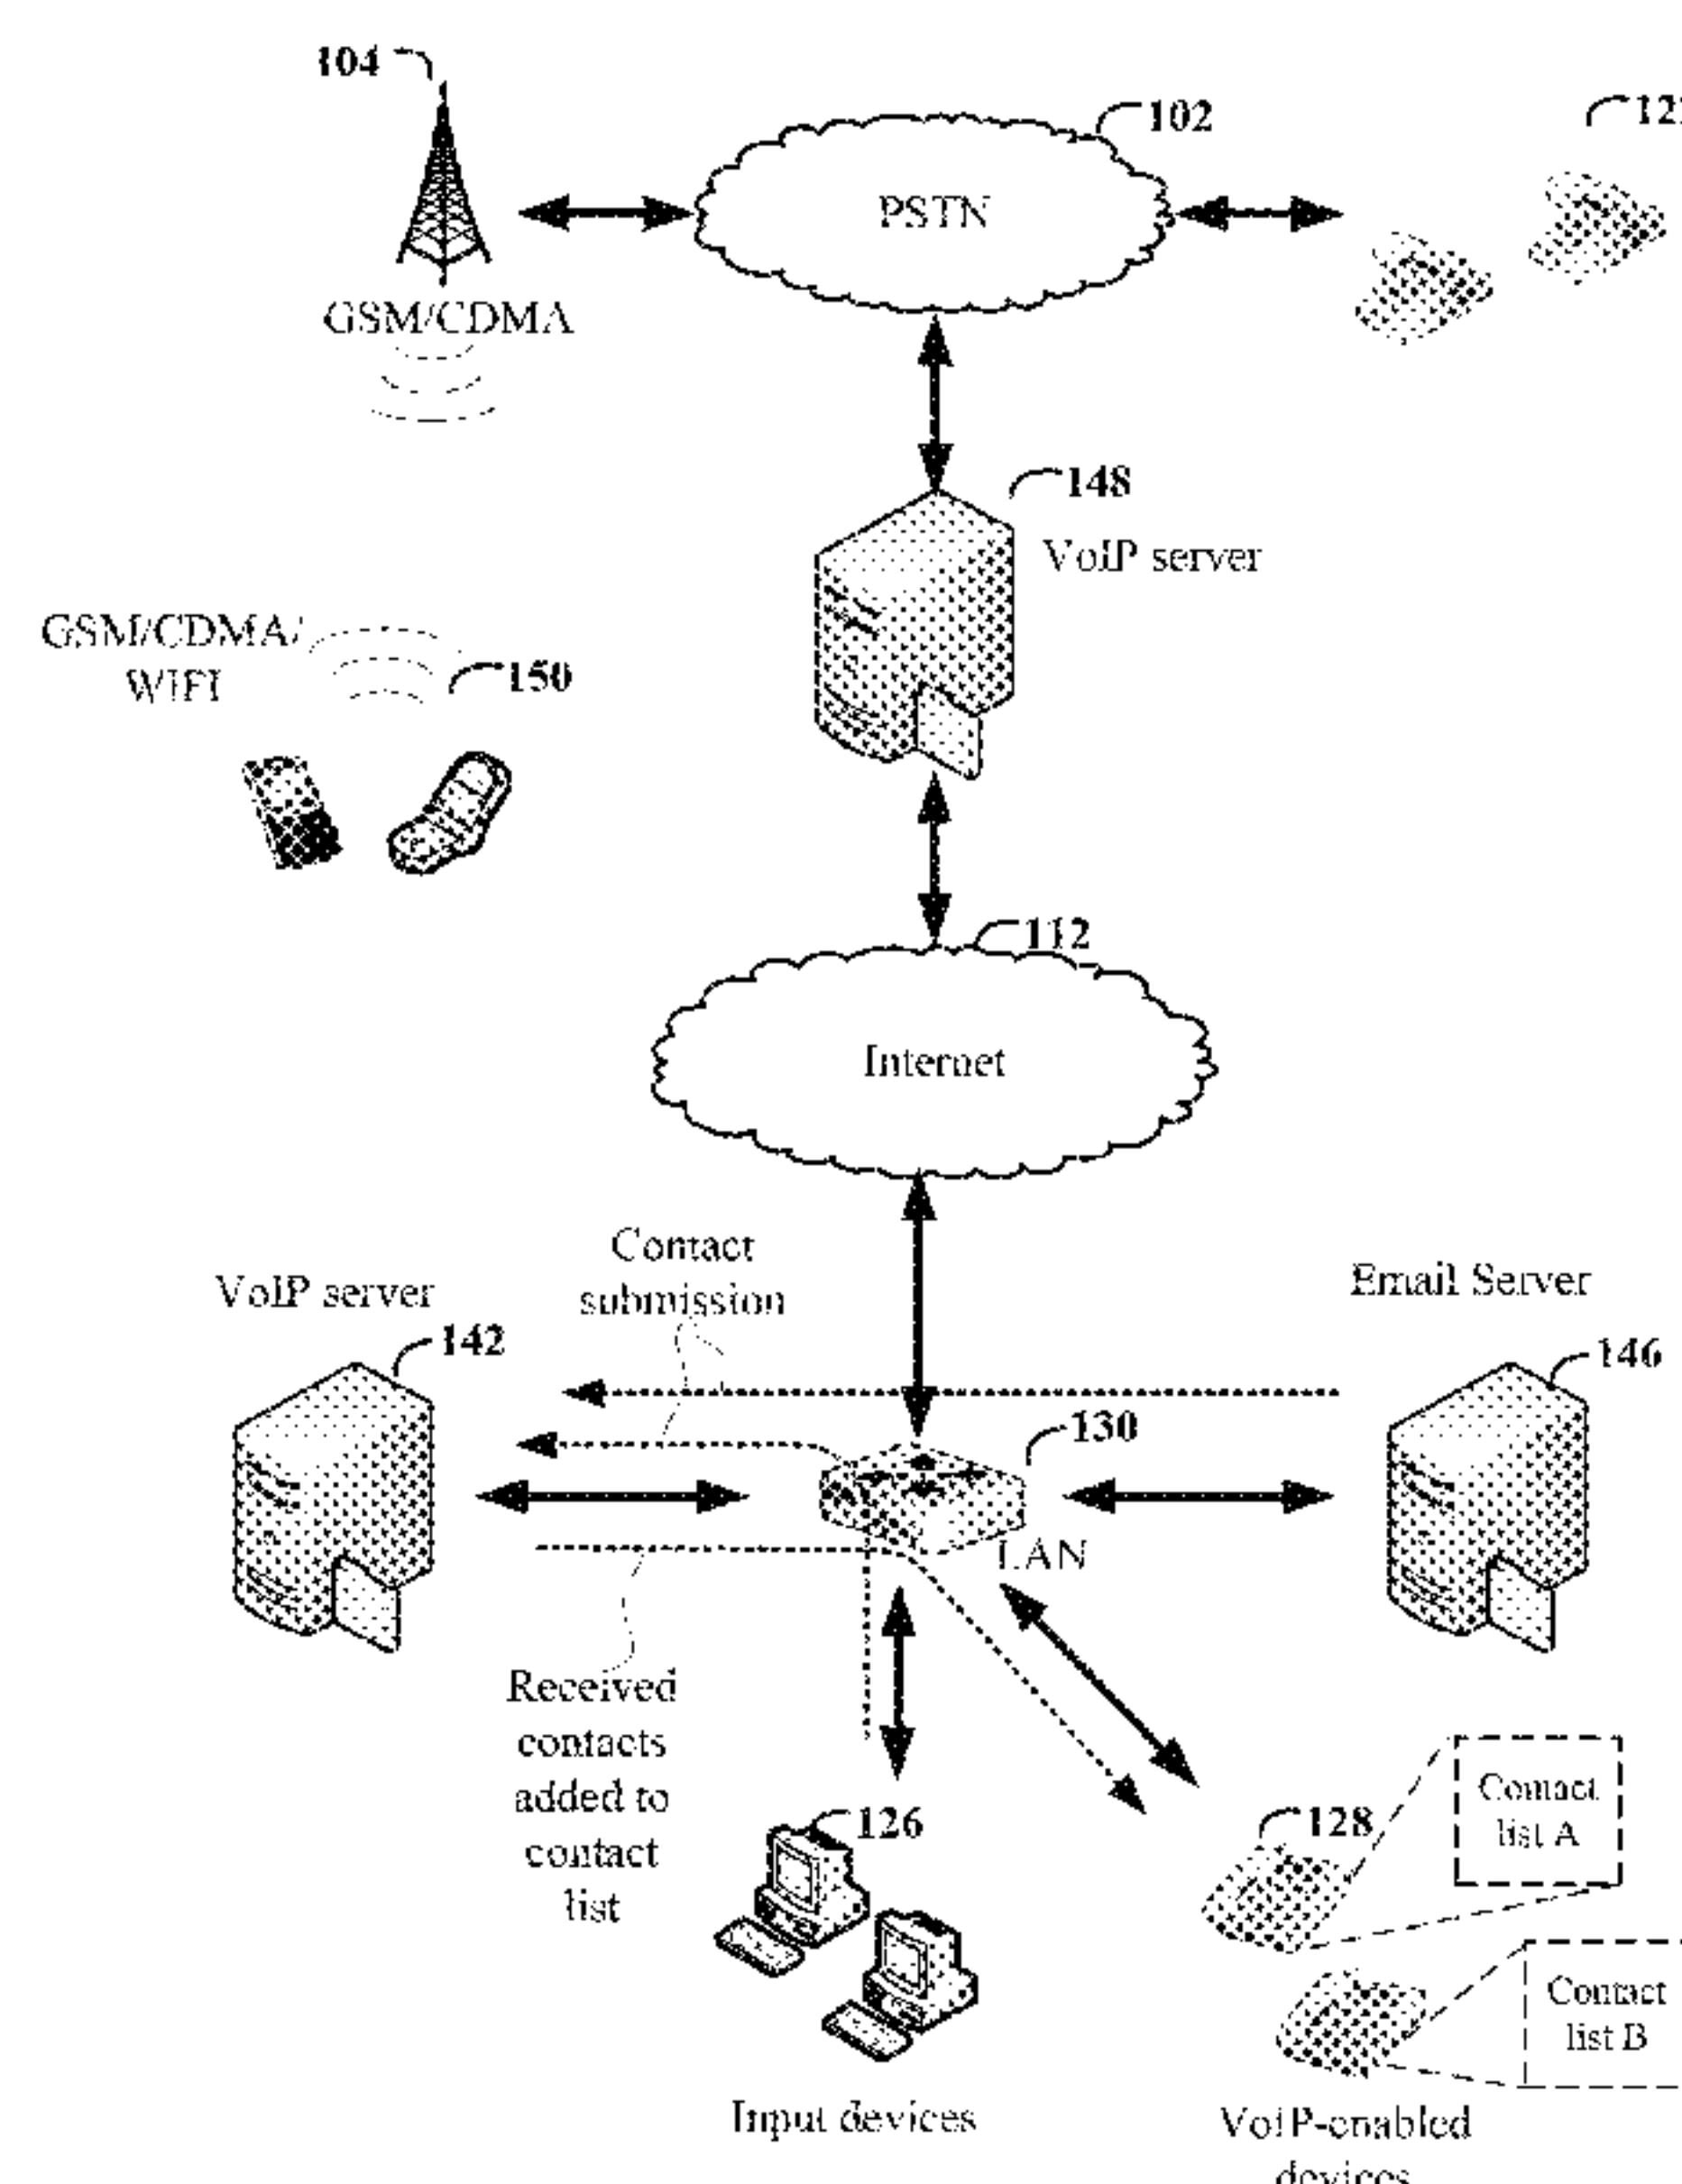 104
102
PSTN
GSM/CDMA
148
VoIP server
GSM/CDMA/
WIFI
150
112
Internet
Contact
submission
VoIP server
142
Email Server
146
130
LAN
Received
contacts
added to
contact
list
126
128
Contact
list A
Contact
list B
Input devices
VoIP-enabled
devices